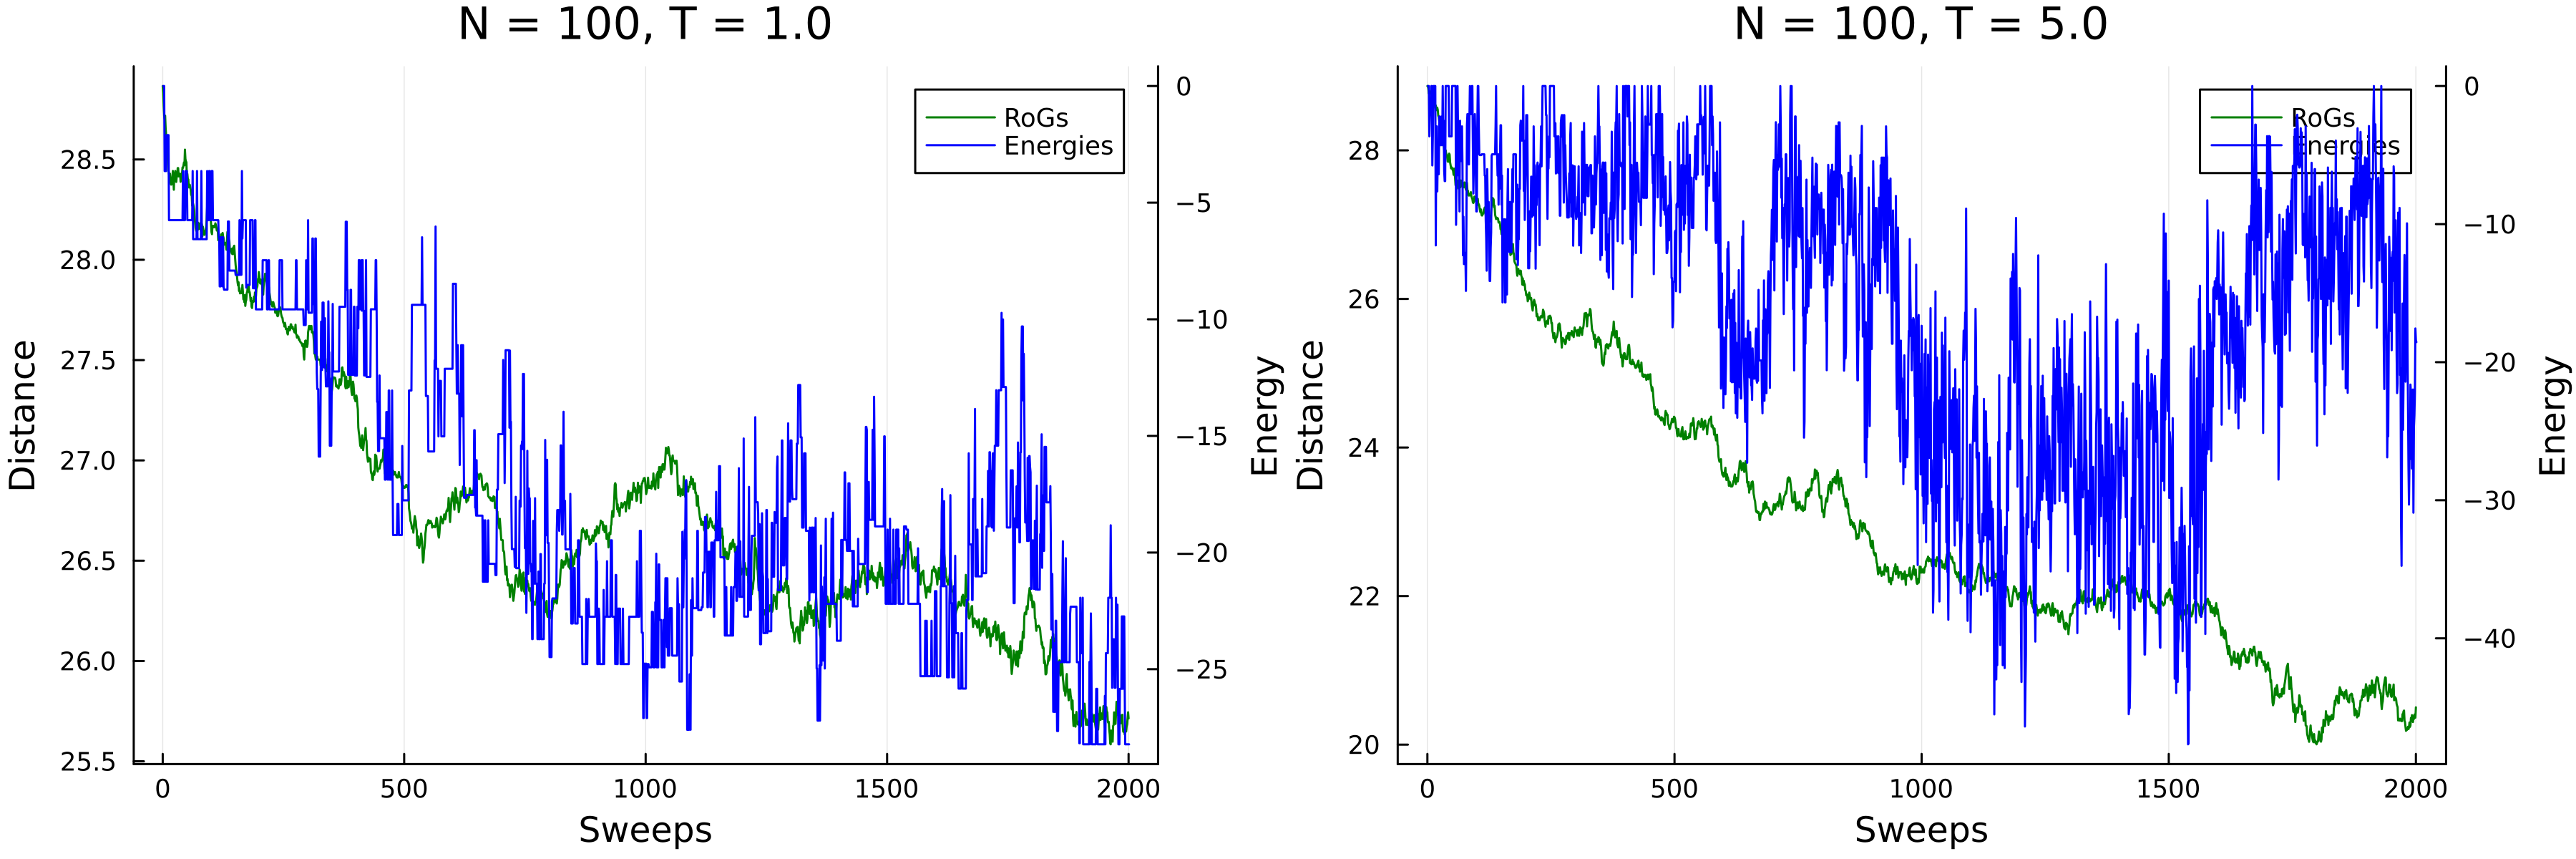 N = 100, T = 1.0
28.5
28.0
27.5
27.0
26.5
26.0
25.5
Distance
0
500
1000
1500
2000
Sweeps
0
−5
−10
−15
−20
−25
Energy
RoGs
Energies
N = 100, T = 5.0
28
26
24
22
20
Distance
0
500
1000
1500
2000
Sweeps
0
−10
−20
−30
−40
Energy
RoGs
Energies